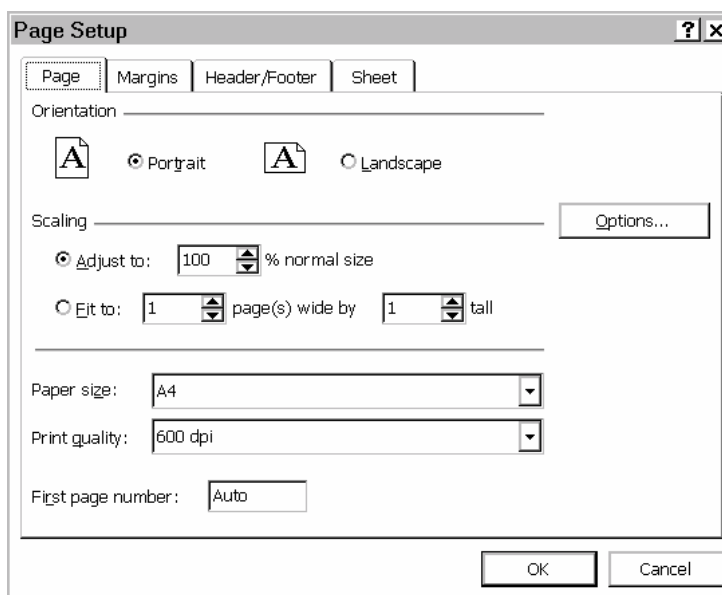 Page Setup
Page Margins Header/Footer Sheet
Orientation
A Portrait A Landscape
Scaling
Options...
Adjust to: 100 % normal size
Fit to: 1 page(s) wide by 1 tall
Paper size: A4
Print quality: 600 dpi
First page number: Auto
OK Cancel